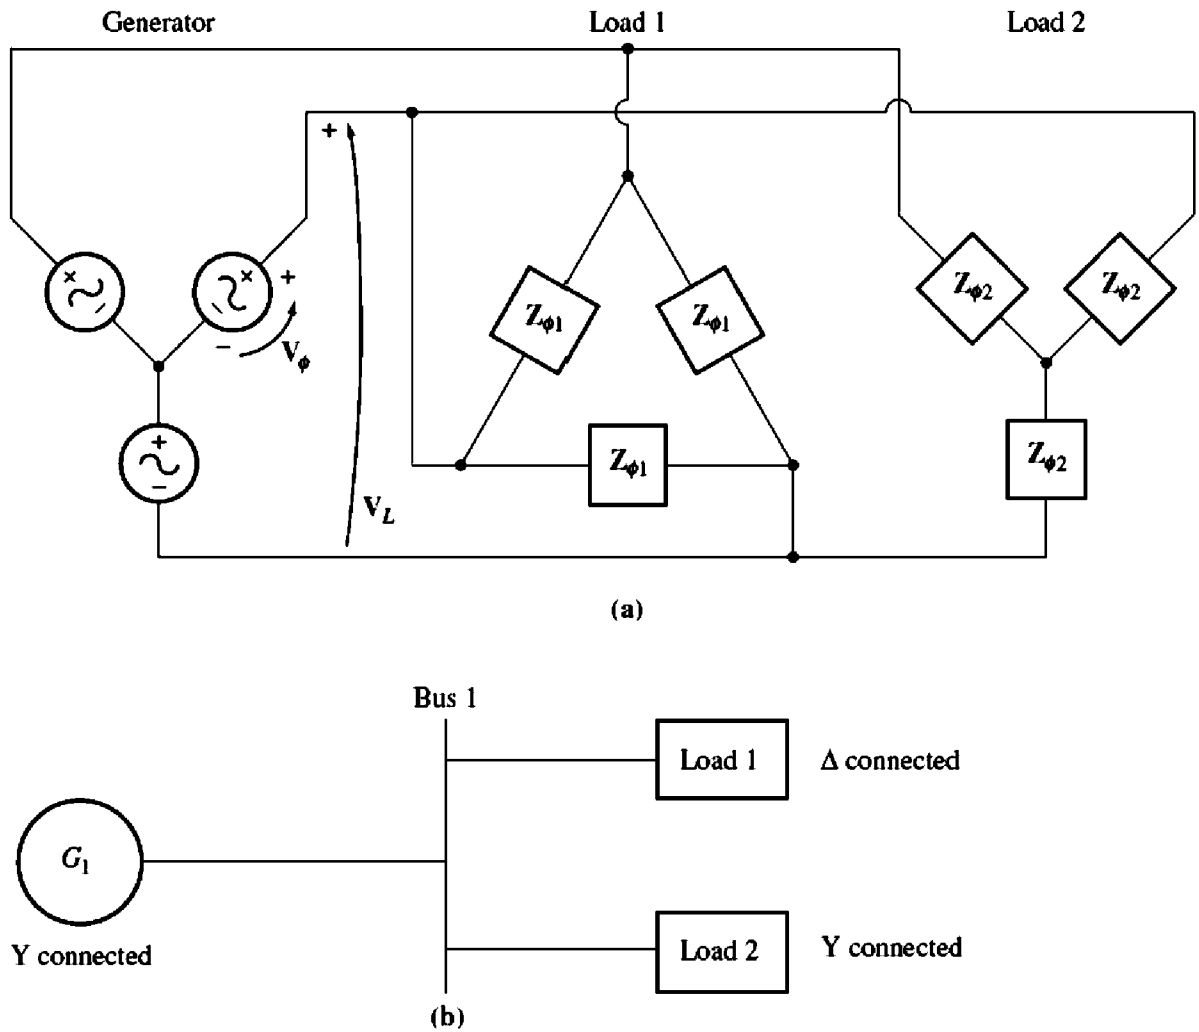 Generator
Load 1
Load 2
+
+
−
V_ϕ
+
−
V_L
Z_ϕ1
Z_ϕ1
Z_ϕ1
Z_ϕ2
Z_ϕ2
Z_ϕ2
(a)
Bus 1
Load 1
Δ connected
G_1
Y connected
Load 2
Y connected
(b)